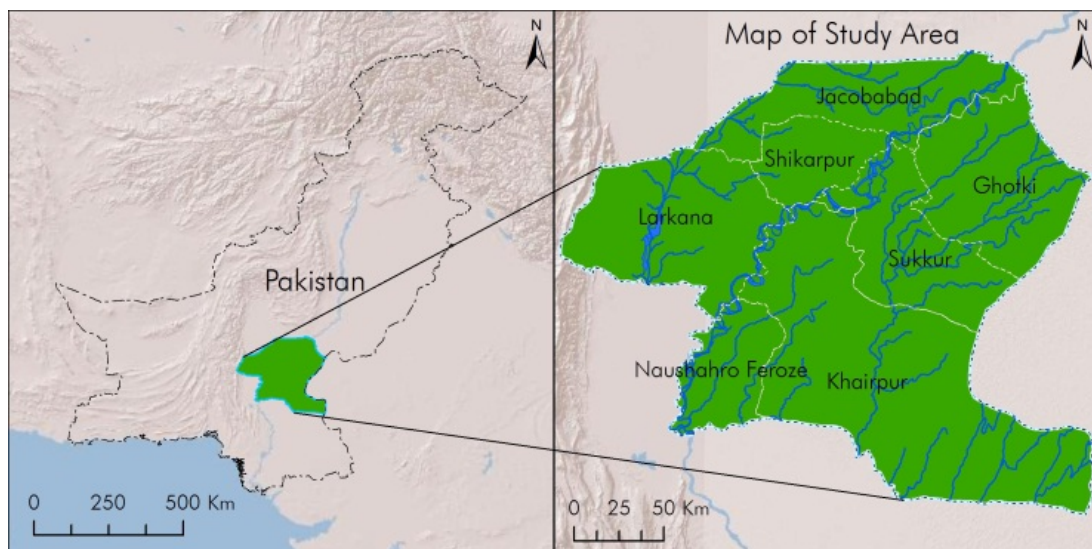 N
Pakistan
0 250 500 Km
Map of Study Area
N
Jacobabad
Shikarpur
Ghotki
Larkana
Sukkur
Naushahro Feroze
Khairpur
0 25 50 Km